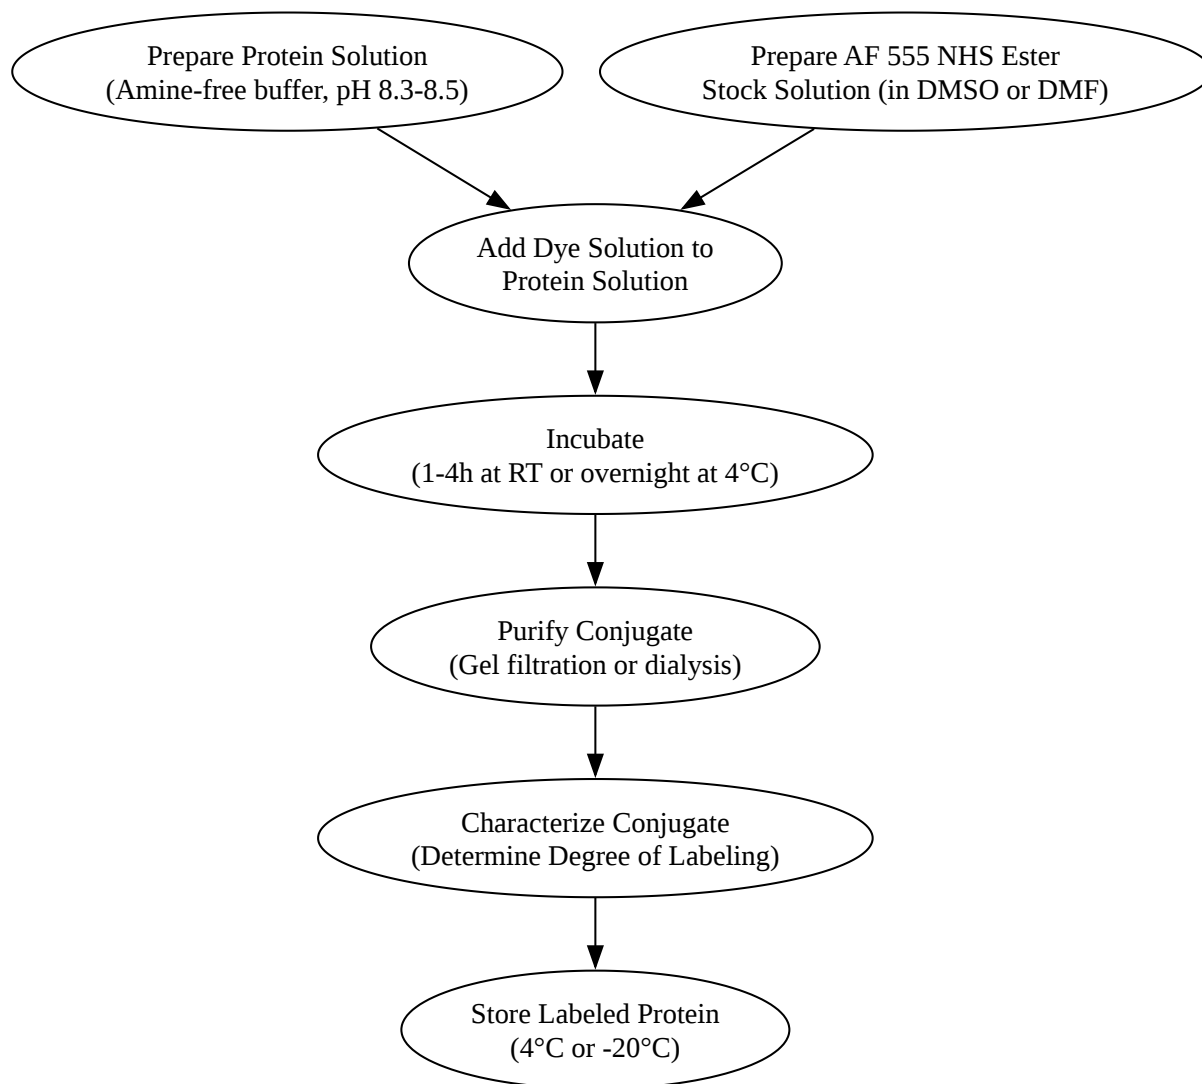 Prepare Protein Solution
(Amine-free buffer, pH 8.3-8.5)
Prepare AF 555 NHS Ester
Stock Solution (in DMSO or DMF)
Add Dye Solution to
Protein Solution
Incubate
(1-4h at RT or overnight at 4°C)
Purify Conjugate
(Gel filtration or dialysis)
Characterize Conjugate
(Determine Degree of Labeling)
Store Labeled Protein
(4°C or -20°C)